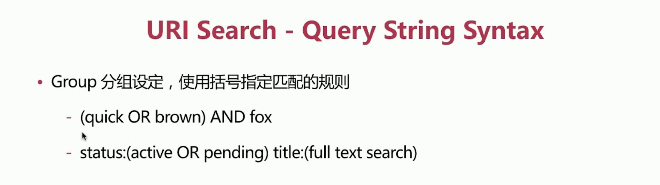 URI Search - Query String Syntax
• Group 分组设定，使用括号指定匹配的规则
- (quick OR brown) AND fox
- status:(active OR pending) title:(full text search)